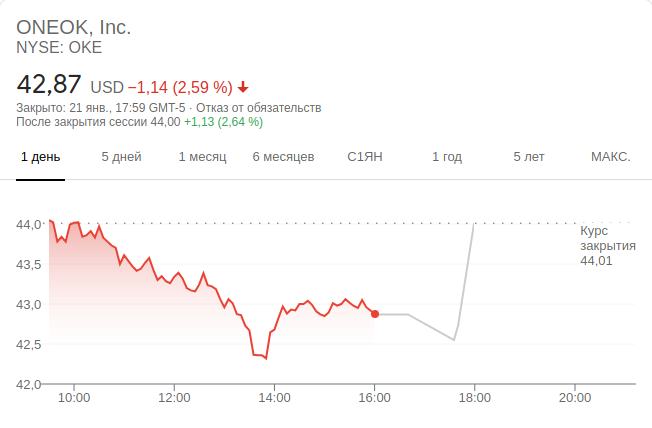 ONEOK, Inc.
NYSE: OKE
42,87 USD −1,14 (2,59 %)
Закрыто: 21 янв., 17:59 GMT-5 · Отказ от обязательств
После закрытия сессии 44,00 +1,13 (2,64 %)
1 день 5 дней 1 месяц 6 месяцев С1ЯН 1 год 5 лет МАКС.
44,0
Курс
закрытия
44,01
43,5
43,0
42,5
42,0
10:00 12:00 14:00 16:00 18:00 20:00